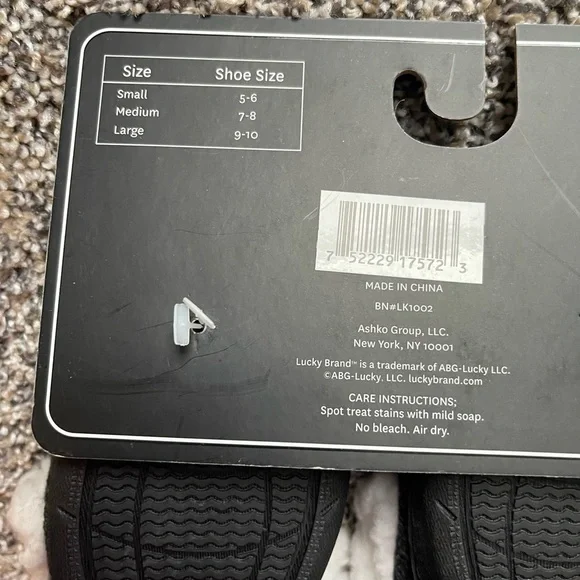 Size Shoe Size
Small 5-6
Medium 7-8
Large 9-10
7 52229 17572 3
MADE IN CHINA
BN#LK1002
Ashko Group, LLC.
New York, NY 10001
Lucky Brand™ is a trademark of ABG-Lucky LLC.
©ABG-Lucky. LLC. luckybrand.com
CARE INSTRUCTIONS;
Spot treat stains with mild soap.
No bleach. Air dry.